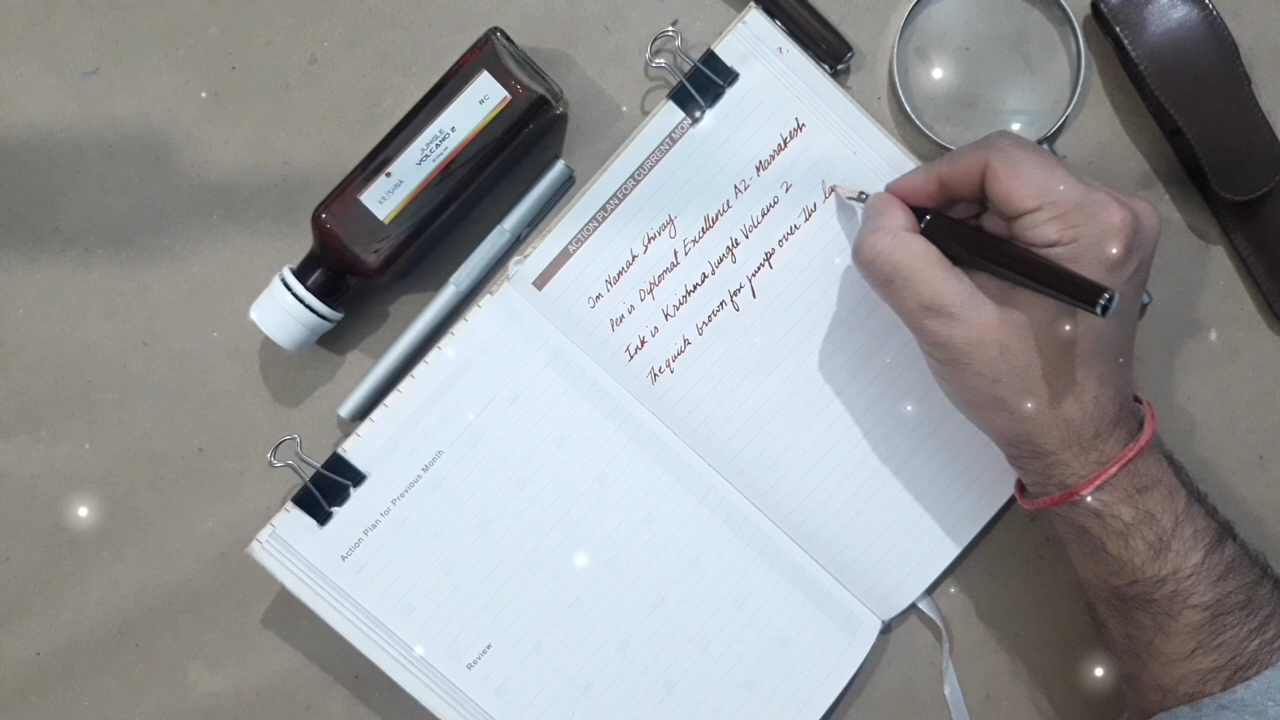 RC
JUNGLE
VOLCANO 2
KRISHNA
ACTION PLAN FOR CURRENT MON
Om Namah Shivay
Pen is Diplomat Excellence A2 - Marrakesh
Ink is Krishna Jungle Volcano 2
The quick brown fox jumps over the la
Action Plan for Previous Month
Review